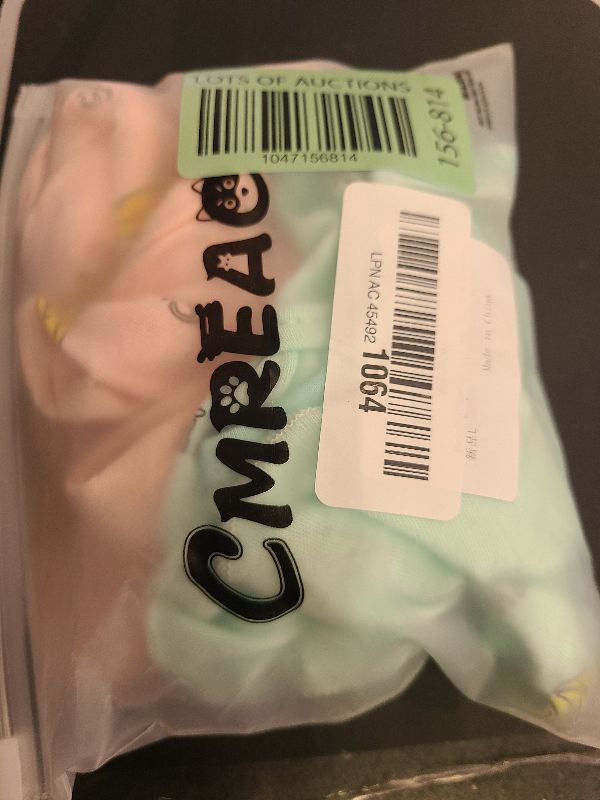 LOTS OF AUCTIONS
1047156814
156-814
CMREAO
LPN AC 45492
1064